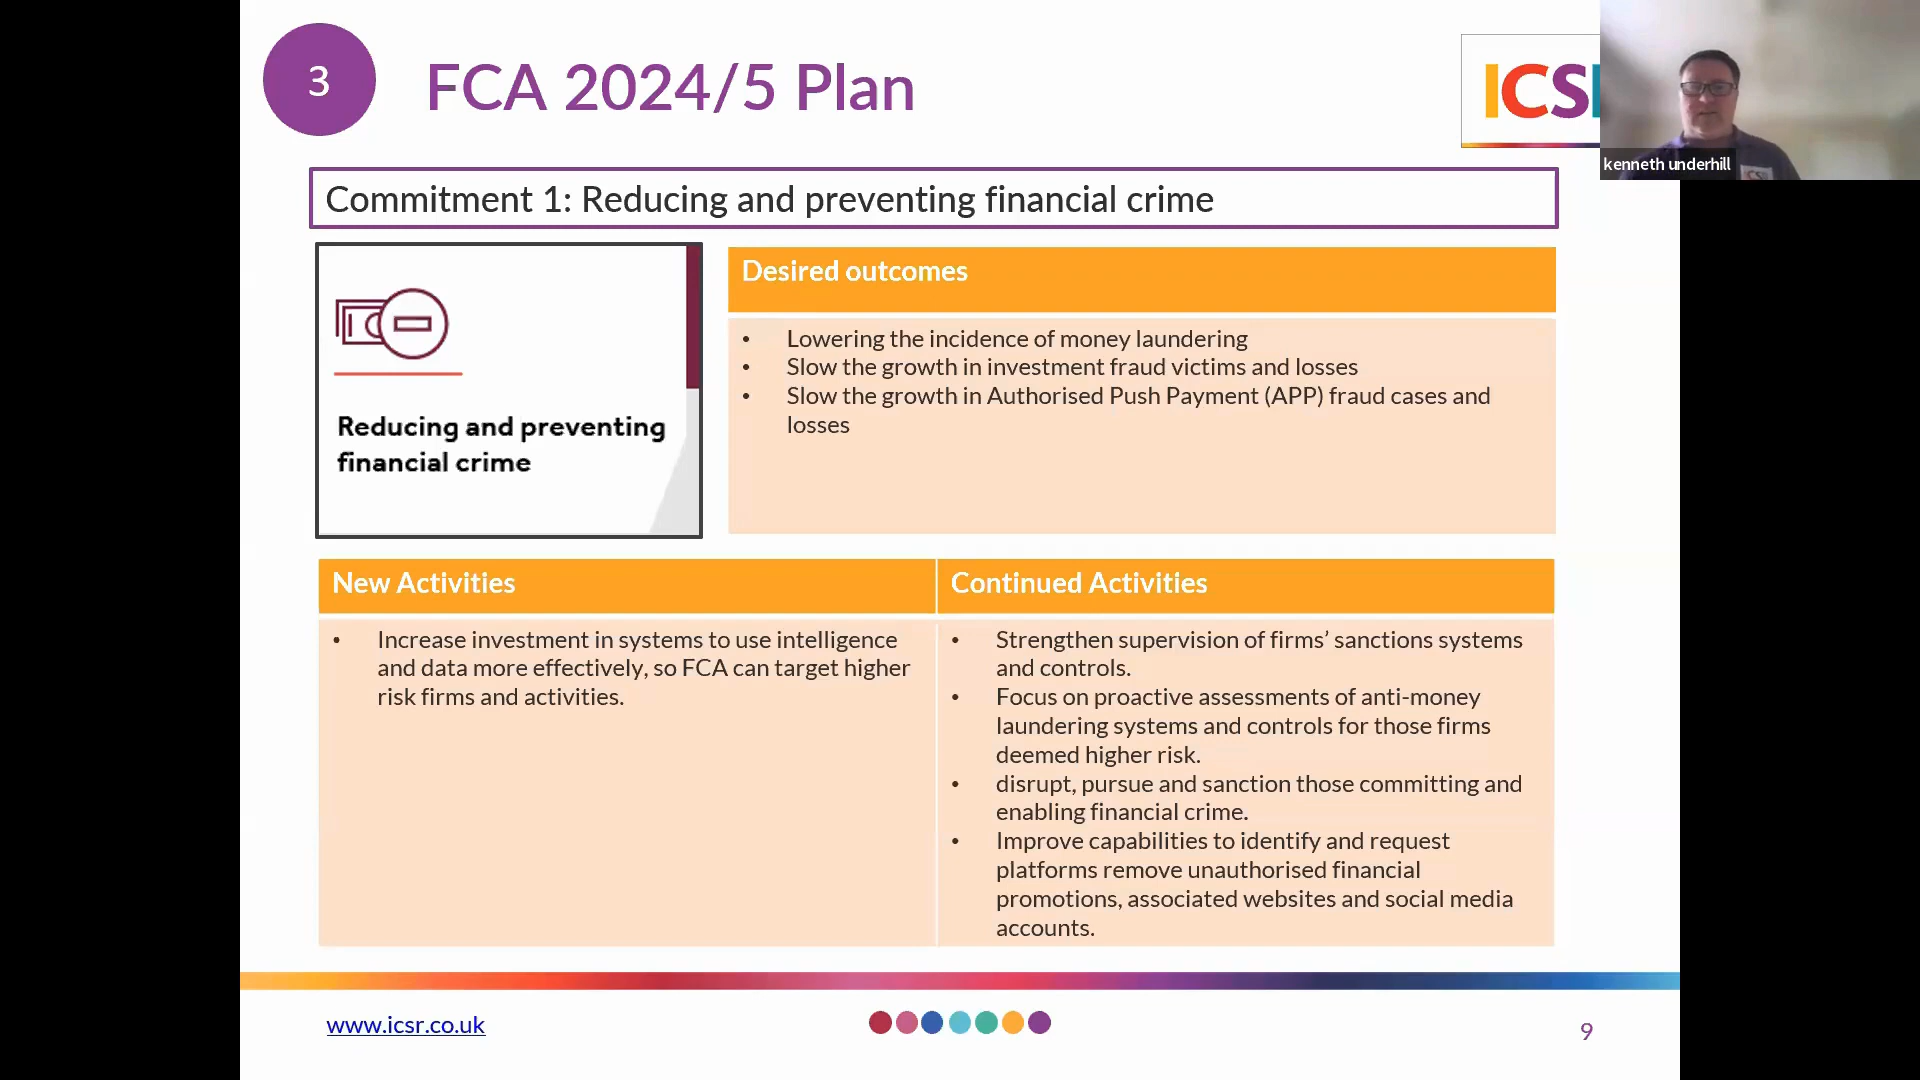 3
FCA 2024/5 Plan
ICS
kenneth underhill
Commitment 1: Reducing and preventing financial crime
Reducing and preventing
financial crime
Desired outcomes
• Lowering the incidence of money laundering
• Slow the growth in investment fraud victims and losses
• Slow the growth in Authorised Push Payment (APP) fraud cases and
losses
New Activities
• Increase investment in systems to use intelligence
and data more effectively, so FCA can target higher
risk firms and activities.
Continued Activities
• Strengthen supervision of firms’ sanctions systems
and controls.
• Focus on proactive assessments of anti-money
laundering systems and controls for those firms
deemed higher risk.
• disrupt, pursue and sanction those committing and
enabling financial crime.
• Improve capabilities to identify and request
platforms remove unauthorised financial
promotions, associated websites and social media
accounts.
www.icsr.co.uk
9